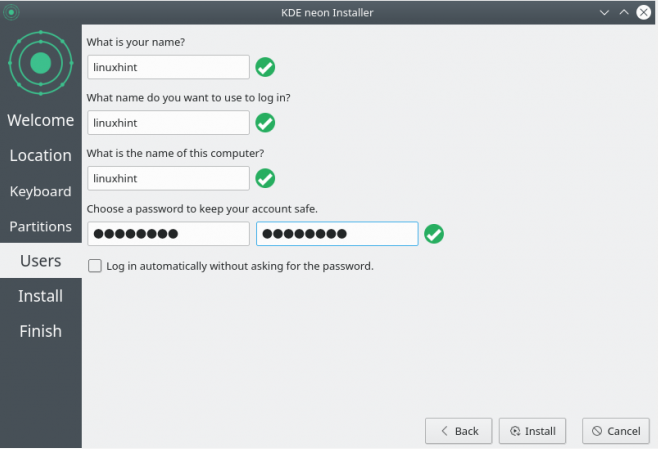 KDE neon Installer
Welcome
Location
Keyboard
Partitions
Users
Install
Finish
What is your name?
linuxhint
What name do you want to use to log in?
linuxhint
What is the name of this computer?
linuxhint
Choose a password to keep your account safe.
●●●●●●●● ●●●●●●●●
Log in automatically without asking for the password.
Back Install Cancel